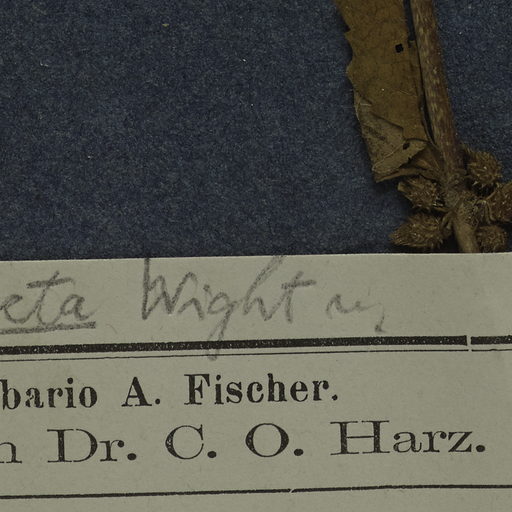 eta Wight
bario A. Fischer.
n Dr. C. O. Harz.